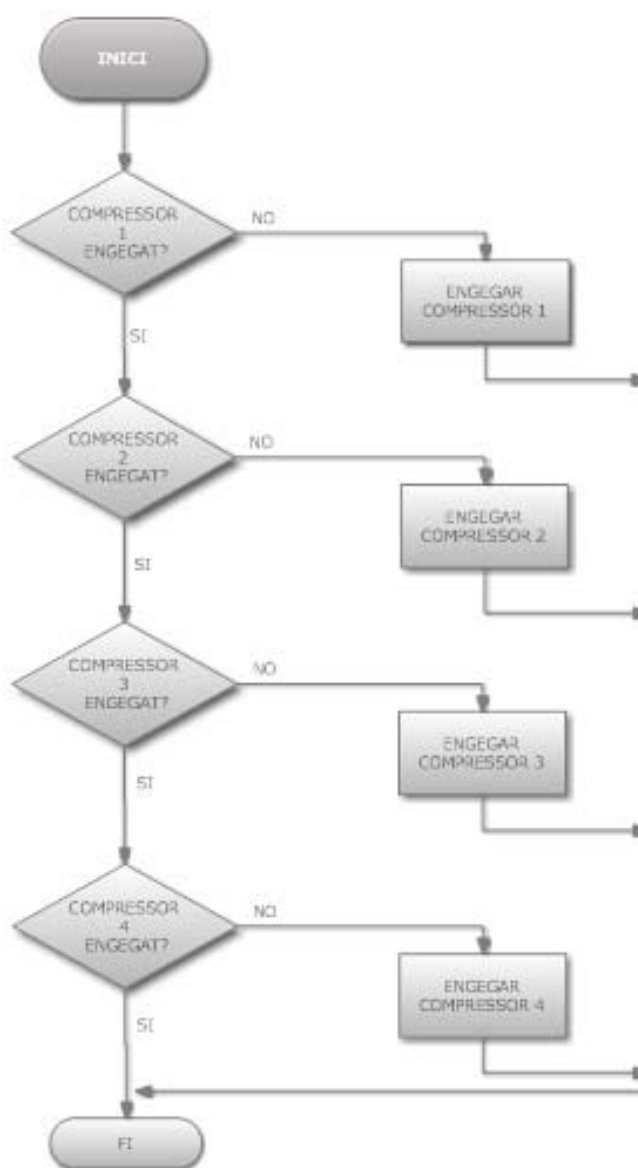 INICI
COMPRESSOR
1
ENGEGAT?
NO
ENGEGAR
COMPRESSOR 1
SI
COMPRESSOR
2
ENGEGAT?
NO
ENGEGAR
COMPRESSOR 2
SI
COMPRESSOR
3
ENGEGAT?
NO
ENGEGAR
COMPRESSOR 3
SI
COMPRESSOR
4
ENGEGAT?
NO
ENGEGAR
COMPRESSOR 4
SI
FI